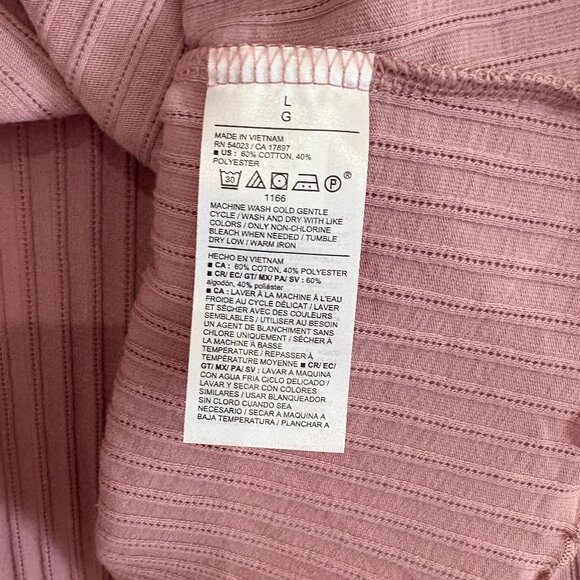 L
G
MADE IN VIETNAM
RN 54023 / CA 17897
■ US : 60% COTTON, 40%
POLYESTER
30 P ®
1166
MACHINE WASH COLD GENTLE
CYCLE / WASH AND DRY WITH LIKE
COLORS / ONLY NON-CHLORINE
BLEACH WHEN NEEDED / TUMBLE
DRY LOW / WARM IRON
HECHO EN VIETNAM
■ CA : 60% COTON, 40% POLYESTER
■ CR/ EC/ GT/ MX/ PA/ SV : 60%
algodón, 40% poliéster
■ CA : LAVER À LA MACHINE À L'EAU
FROIDE AU CYCLE DÉLICAT / LAVER
ET SÉCHER AVEC DES COULEURS
SEMBLABLES / UTILISER AU BESOIN
UN AGENT DE BLANCHIMENT SANS
CHLORE UNIQUEMENT / SÉCHER À
LA MACHINE À BASSE
TEMPÉRATURE / REPASSER À
TEMPÉRATURE MOYENNE ■ CR/ EC/
GT/ MX/ PA/ SV : LAVAR A MAQUINA
CON AGUA FRIA CICLO DELICADO /
LAVAR Y SECAR CON COLORES
SIMILARES / USAR BLANQUEADOR
SIN CLORO CUANDO SEA
NECESARIO / SECAR A MAQUINA A
BAJA TEMPERATURA / PLANCHAR A